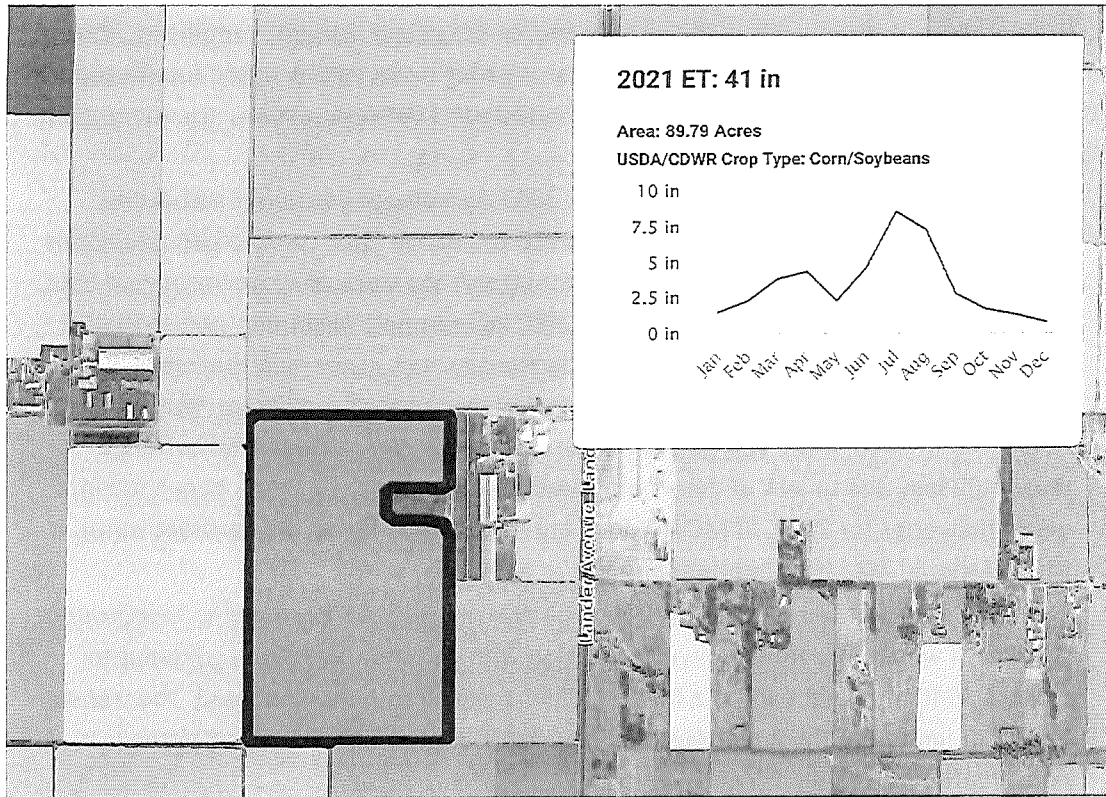 2021 ET: 41 in
Area: 89.79 Acres
USDA/CDWR Crop Type: Corn/Soybeans
10 in
7.5 in
5 in
2.5 in
0 in
Jan
Feb
Mar
Apr
May
Jun
Jul
Aug
Sep
Oct
Nov
Dec
Lander Avenue